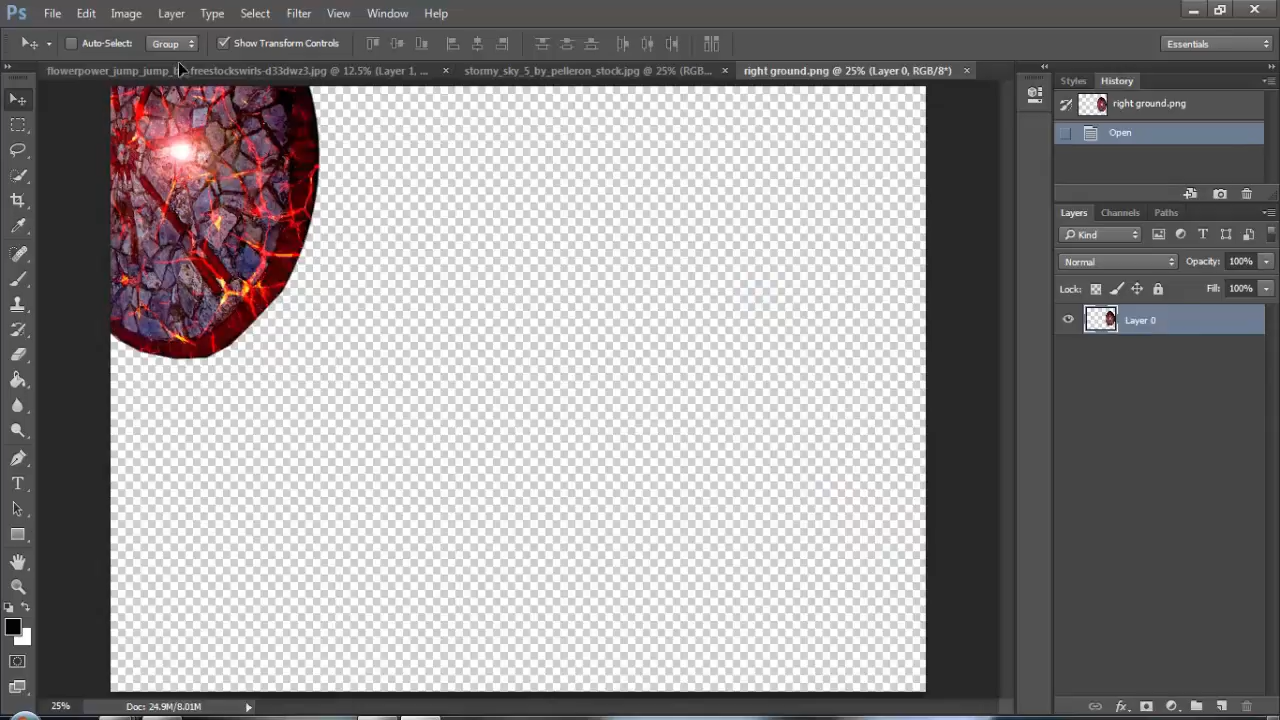 Ps File Edit Image Layer Type Select Filter View Window Help
Auto-Select: Group Show Transform Controls Essentials
flowerpower_jump_jump_ freestockswirls-d33dwz3.jpg @ 12.5% (Layer 1, ... × stormy_sky_5_by_pelleron_stock.jpg @ 25% (RGB... × right ground.png @ 25% (Layer 0, RGB/8*) ×
Styles History
right ground.png
Open
Layers Channels Paths
Kind
Normal Opacity: 100%
Lock: Fill: 100%
Layer 0
25% Doc: 24.9M/8.01M